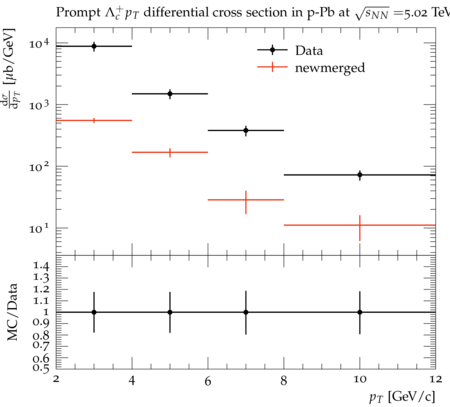 Prompt Λc+ pT differential cross section in p-Pb at √sNN =5.02 TeV
dσ/dpT [μb/GeV]
10^4
Data
newmerged
10^3
10^2
10^1
MC/Data
1.4
1.3
1.2
1.1
1
0.9
0.8
0.7
0.6
0.5
2 4 6 8 10 12
pT [GeV/c]